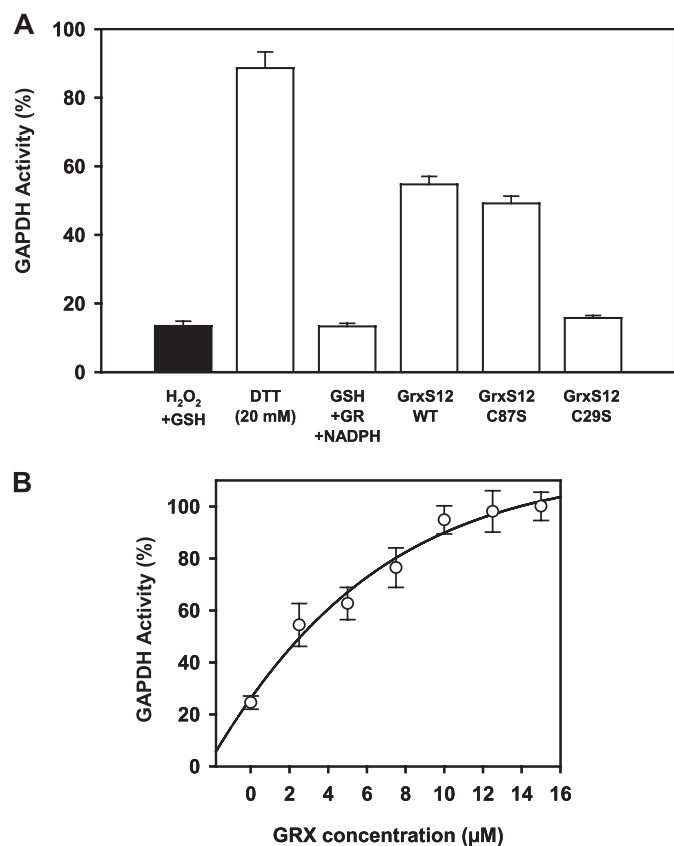 A
100
80
60
40
20
0
GAPDH Activity (%)
H₂O₂
+GSH
DTT
(20 mM)
GSH
+GR
+NADPH
GrxS12
WT
GrxS12
C87S
GrxS12
C29S
B
100
80
60
40
20
0
GAPDH Activity (%)
0 2 4 6 8 10 12 14 16
GRX concentration (µM)